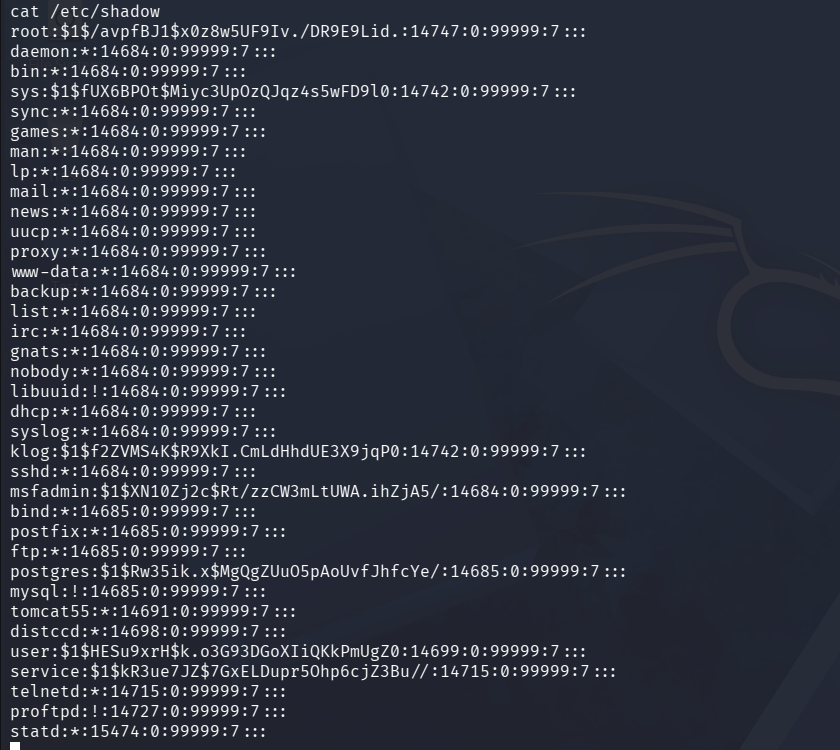 cat /etc/shadow
root:$1$/avpfBJ1$x0z8w5UF9Iv./DR9E9Lid.:14747:0:99999:7:::
daemon:*:14684:0:99999:7:::
bin:*:14684:0:99999:7:::
sys:$1$fUX6BPOt$Miyc3UpOzQJqz4s5wFD9l0:14742:0:99999:7:::
sync:*:14684:0:99999:7:::
games:*:14684:0:99999:7:::
man:*:14684:0:99999:7:::
lp:*:14684:0:99999:7:::
mail:*:14684:0:99999:7:::
news:*:14684:0:99999:7:::
uucp:*:14684:0:99999:7:::
proxy:*:14684:0:99999:7:::
www-data:*:14684:0:99999:7:::
backup:*:14684:0:99999:7:::
list:*:14684:0:99999:7:::
irc:*:14684:0:99999:7:::
gnats:*:14684:0:99999:7:::
nobody:*:14684:0:99999:7:::
libuuid:!:14684:0:99999:7:::
dhcp:*:14684:0:99999:7:::
syslog:*:14684:0:99999:7:::
klog:$1$f2ZVMS4K$R9XkI.CmLdHhdUE3X9jqP0:14742:0:99999:7:::
sshd:*:14684:0:99999:7:::
msfadmin:$1$XN10Zj2c$Rt/zzCW3mLtUWA.ihZjA5/:14684:0:99999:7:::
bind:*:14685:0:99999:7:::
postfix:*:14685:0:99999:7:::
ftp:*:14685:0:99999:7:::
postgres:$1$Rw35ik.x$MgQgZUuO5pAoUvfJhfcYe/:14685:0:99999:7:::
mysql:!:14685:0:99999:7:::
tomcat55:*:14691:0:99999:7:::
distccd:*:14698:0:99999:7:::
user:$1$HESu9xrH$k.o3G93DGoXIiQKkPmUgZ0:14699:0:99999:7:::
service:$1$kR3ue7JZ$7GxELDupr5Ohp6cjZ3Bu//:14715:0:99999:7:::
telnetd:*:14715:0:99999:7:::
proftpd:!:14727:0:99999:7:::
statd:*:15474:0:99999:7:::